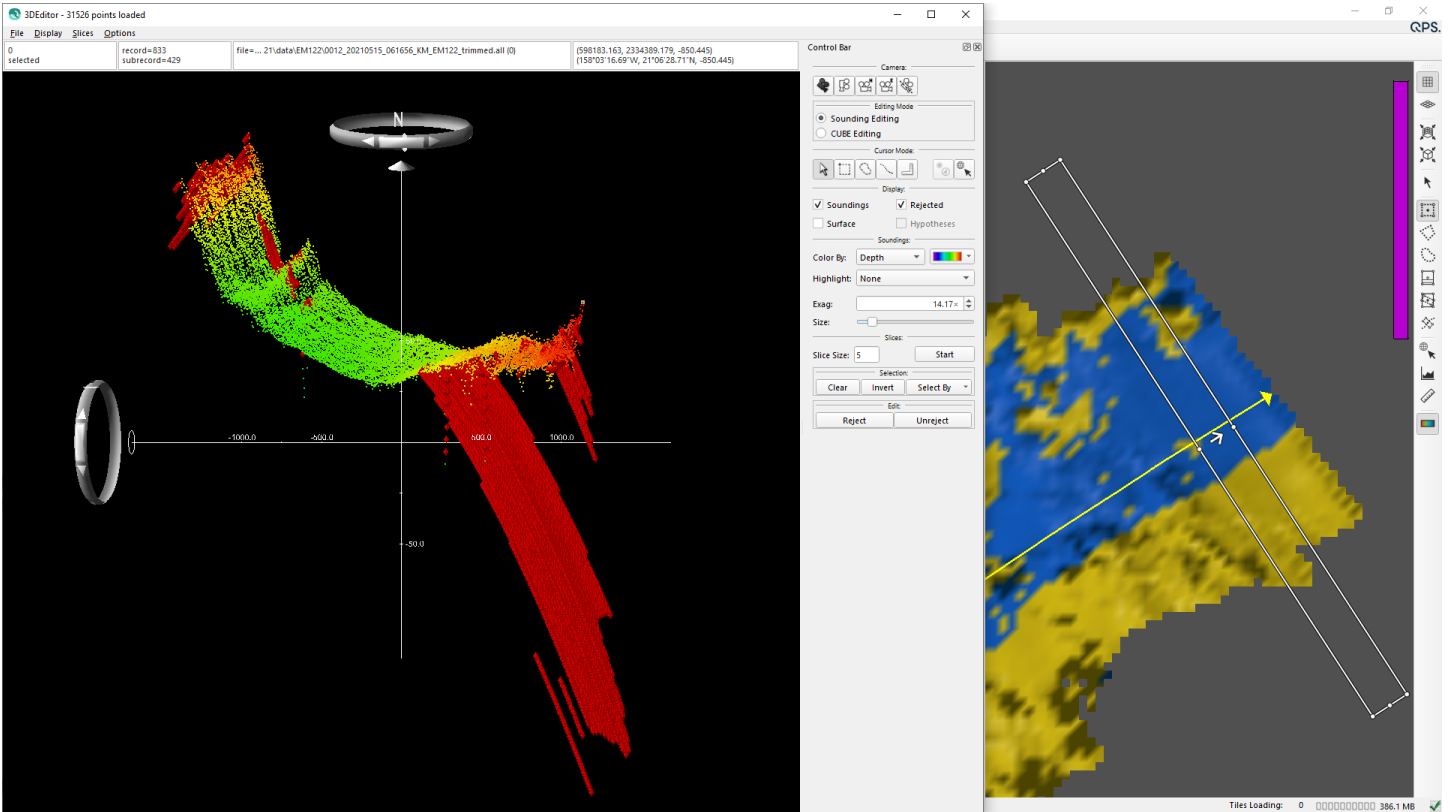 3DEditor - 31526 points loaded
QPS.
File Display Slices Options
0
selected
record=833
subrecord=429
file=... 21\data\EM122\0012_20210515_061656_KM_EM122_trimmed.all (0)
(598183.163, 2334389.179, -850.445)
(158°03'16.69"W, 21°06'28.71"N, -850.445)
Control Bar
Camera:
Editing Mode
Sounding Editing
CUBE Editing
Cursor Mode:
Display:
Soundings Rejected
Surface Hypotheses
Soundings:
Color By: Depth
Highlight: None
Exag: 14.17×
Size:
Slices:
Slice Size: 5 Start
Selection:
Clear Invert Select By
Edit:
Reject Unreject
N
-1000.0 -500.0 500.0 1000.0
-50.0
Tiles Loading: 0 386.1 MB